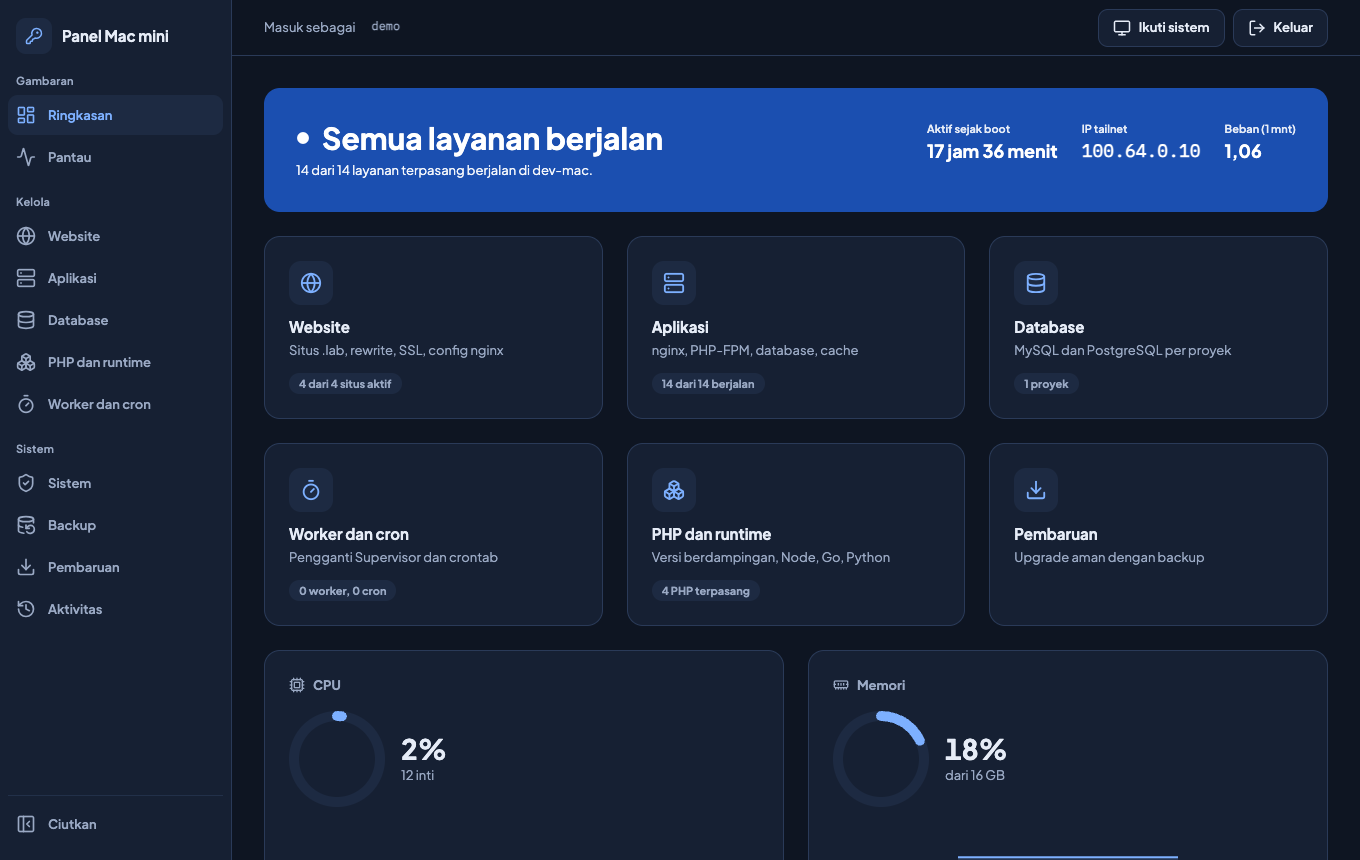 Panel Mac mini
Gambaran
Ringkasan
Pantau
Kelola
Website
Aplikasi
Database
PHP dan runtime
Worker dan cron
Sistem
Sistem
Backup
Pembaruan
Aktivitas
Ciutkan
Masuk sebagai demo
Ikuti sistem
Keluar
Semua layanan berjalan
14 dari 14 layanan terpasang berjalan di dev-mac.
Aktif sejak boot
17 jam 36 menit
IP tailnet
100.64.0.10
Beban (1 mnt)
1,06
Website
Situs .lab, rewrite, SSL, config nginx
4 dari 4 situs aktif
Aplikasi
nginx, PHP-FPM, database, cache
14 dari 14 berjalan
Database
MySQL dan PostgreSQL per proyek
1 proyek
Worker dan cron
Pengganti Supervisor dan crontab
0 worker, 0 cron
PHP dan runtime
Versi berdampingan, Node, Go, Python
4 PHP terpasang
Pembaruan
Upgrade aman dengan backup
CPU
2%
12 inti
Memori
18%
dari 16 GB